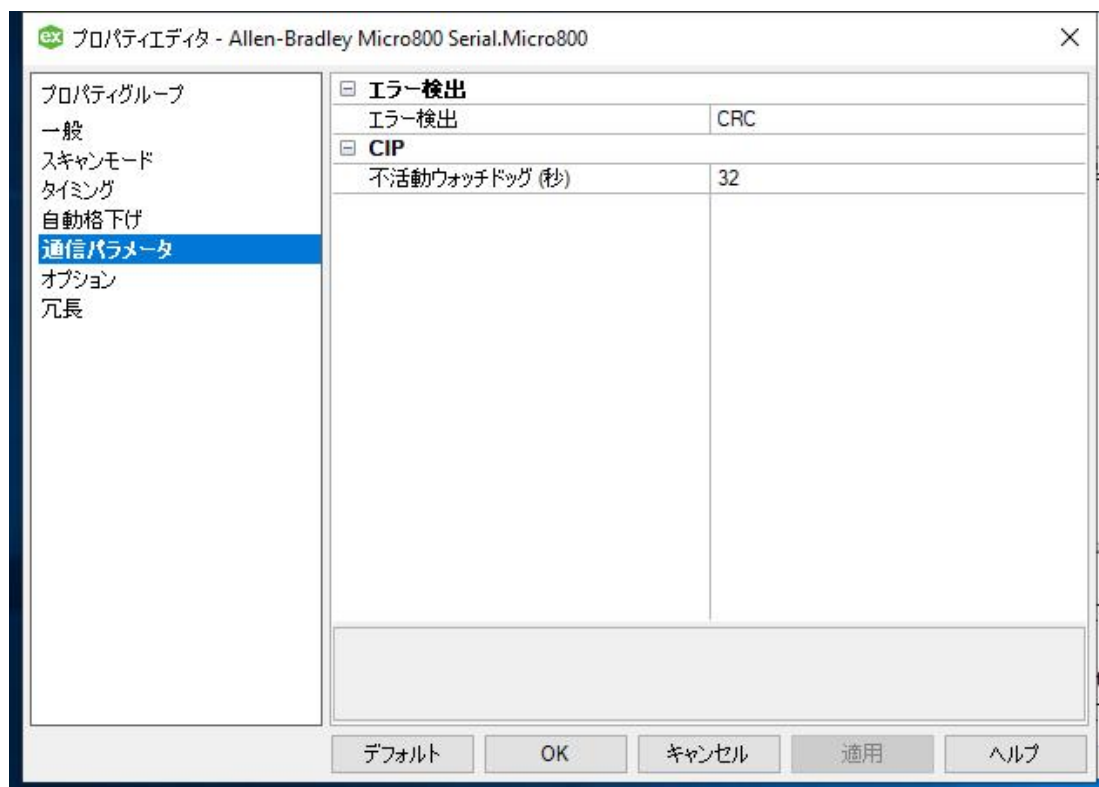 ex プロパティエディタ - Allen-Bradley Micro800 Serial.Micro800
プロパティグループ
一般
スキャンモード
タイミング
自動格下げ
通信パラメータ
オプション
冗長
エラー検出
エラー検出 CRC
CIP
不活動ウォッチドッグ (秒) 32
デフォルト OK キャンセル 適用 ヘルプ